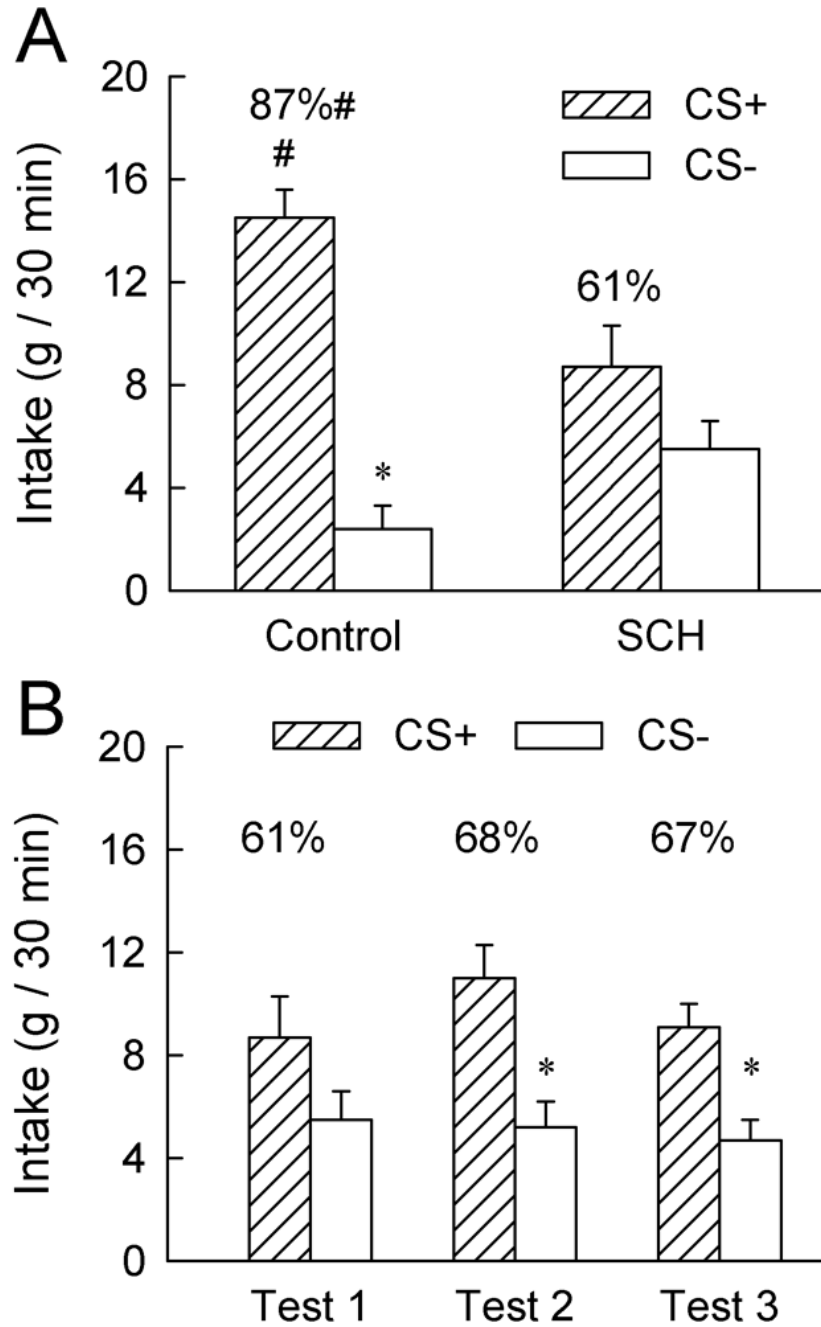 A
20
87%#
#
CS+
16
CS-
12
61%
8
*
4
0
Intake (g / 30 min)
Control SCH
B
CS+ CS-
20
16
61% 68% 67%
12
8
* *
4
0
Intake (g / 30 min)
Test 1 Test 2 Test 3